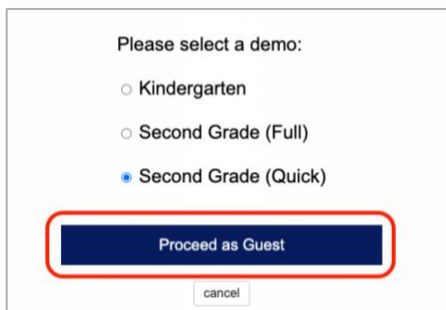 Please select a demo:
Kindergarten
Second Grade (Full)
Second Grade (Quick)
Proceed as Guest
cancel